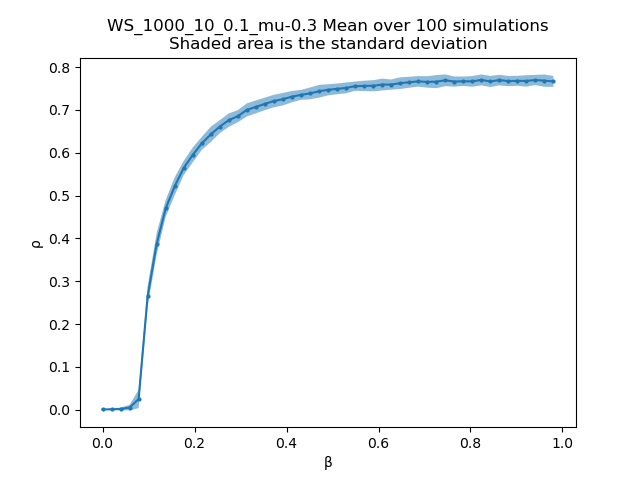 WS_1000_10_0.1_mu-0.3 Mean over 100 simulations
Shaded area is the standard deviation
0.8
0.7
0.6
0.5
0.4
0.3
0.2
0.1
0.0
ρ
0.0 0.2 0.4 0.6 0.8 1.0
β